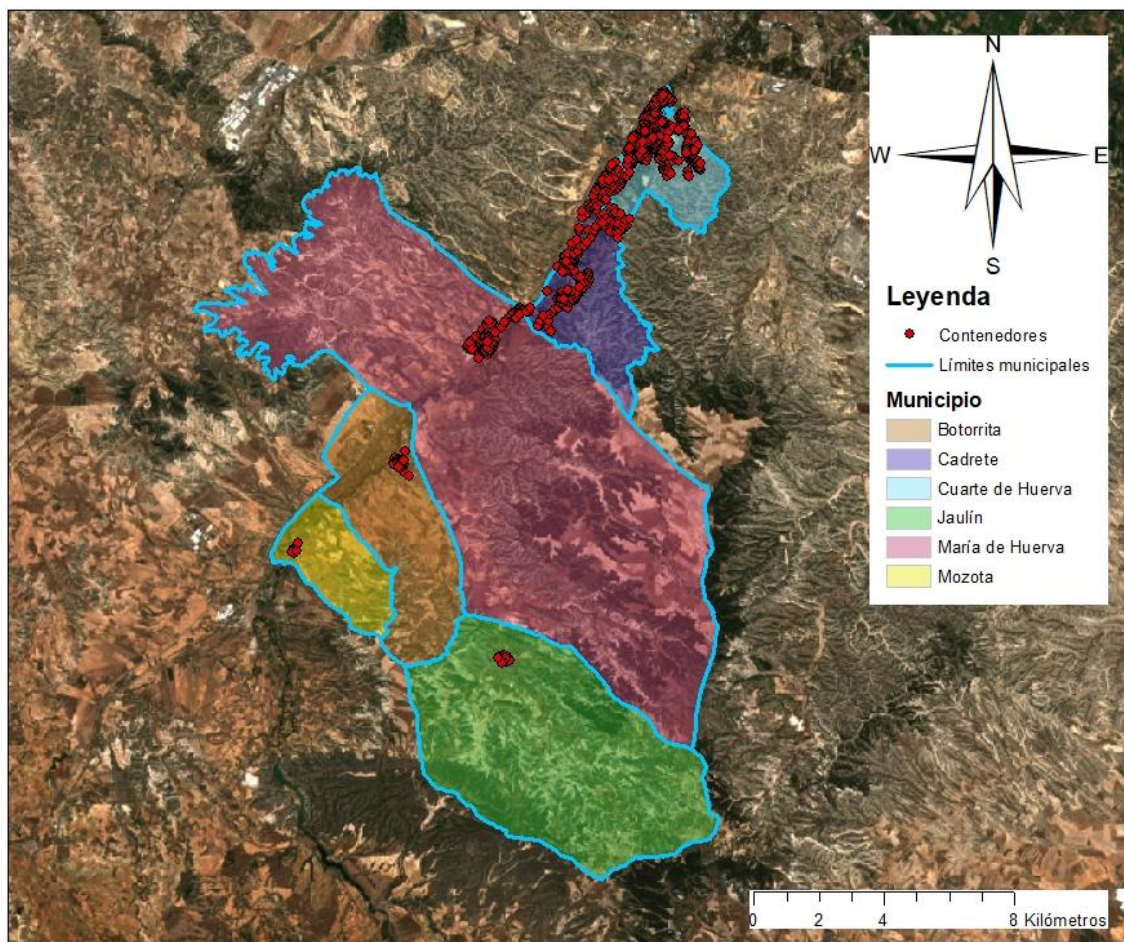 N
W
E
S
Leyenda
Contenedores
Límites municipales
Municipio
Botorrita
Cadrete
Cuarte de Huerva
Jaulín
María de Huerva
Mozota
0 2 4 8 Kilómetros